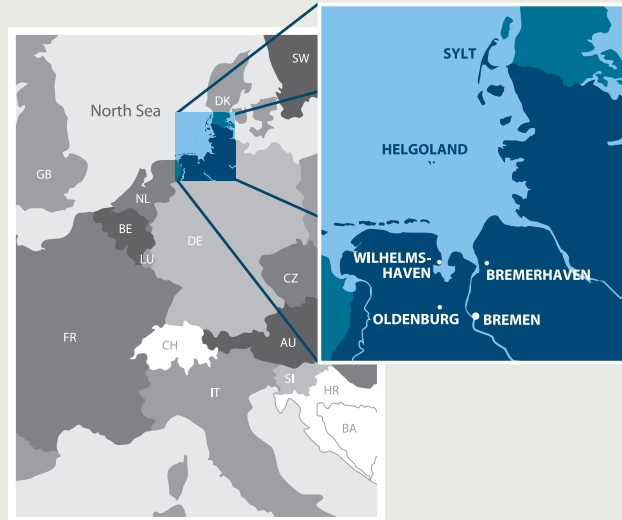 SW
North Sea
DK
GB
NL
BE
DE
LU
CZ
FR
CH
AU
SI
IT
HR
BA
SYLT
HELGOLAND
WILHELMS-
HAVEN
BREMERHAVEN
OLDENBURG
BREMEN